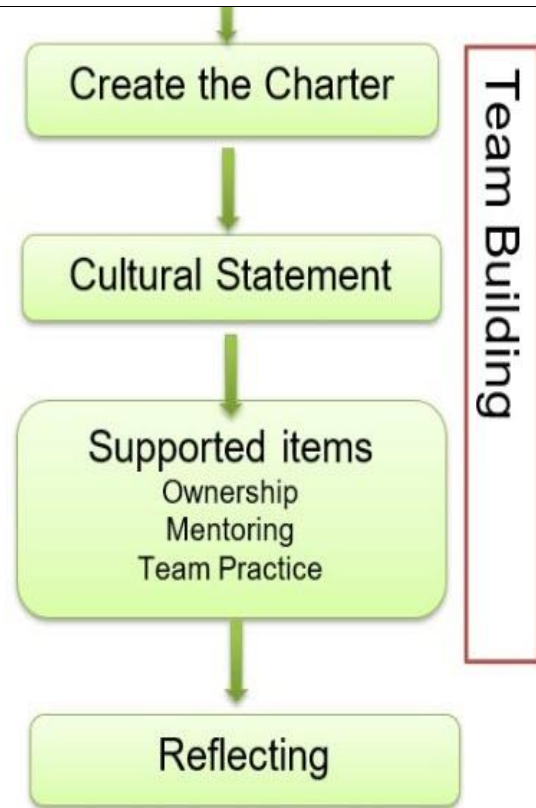 Create the Charter
Cultural Statement
Supported items
Ownership
Mentoring
Team Practice
Reflecting
Team Building